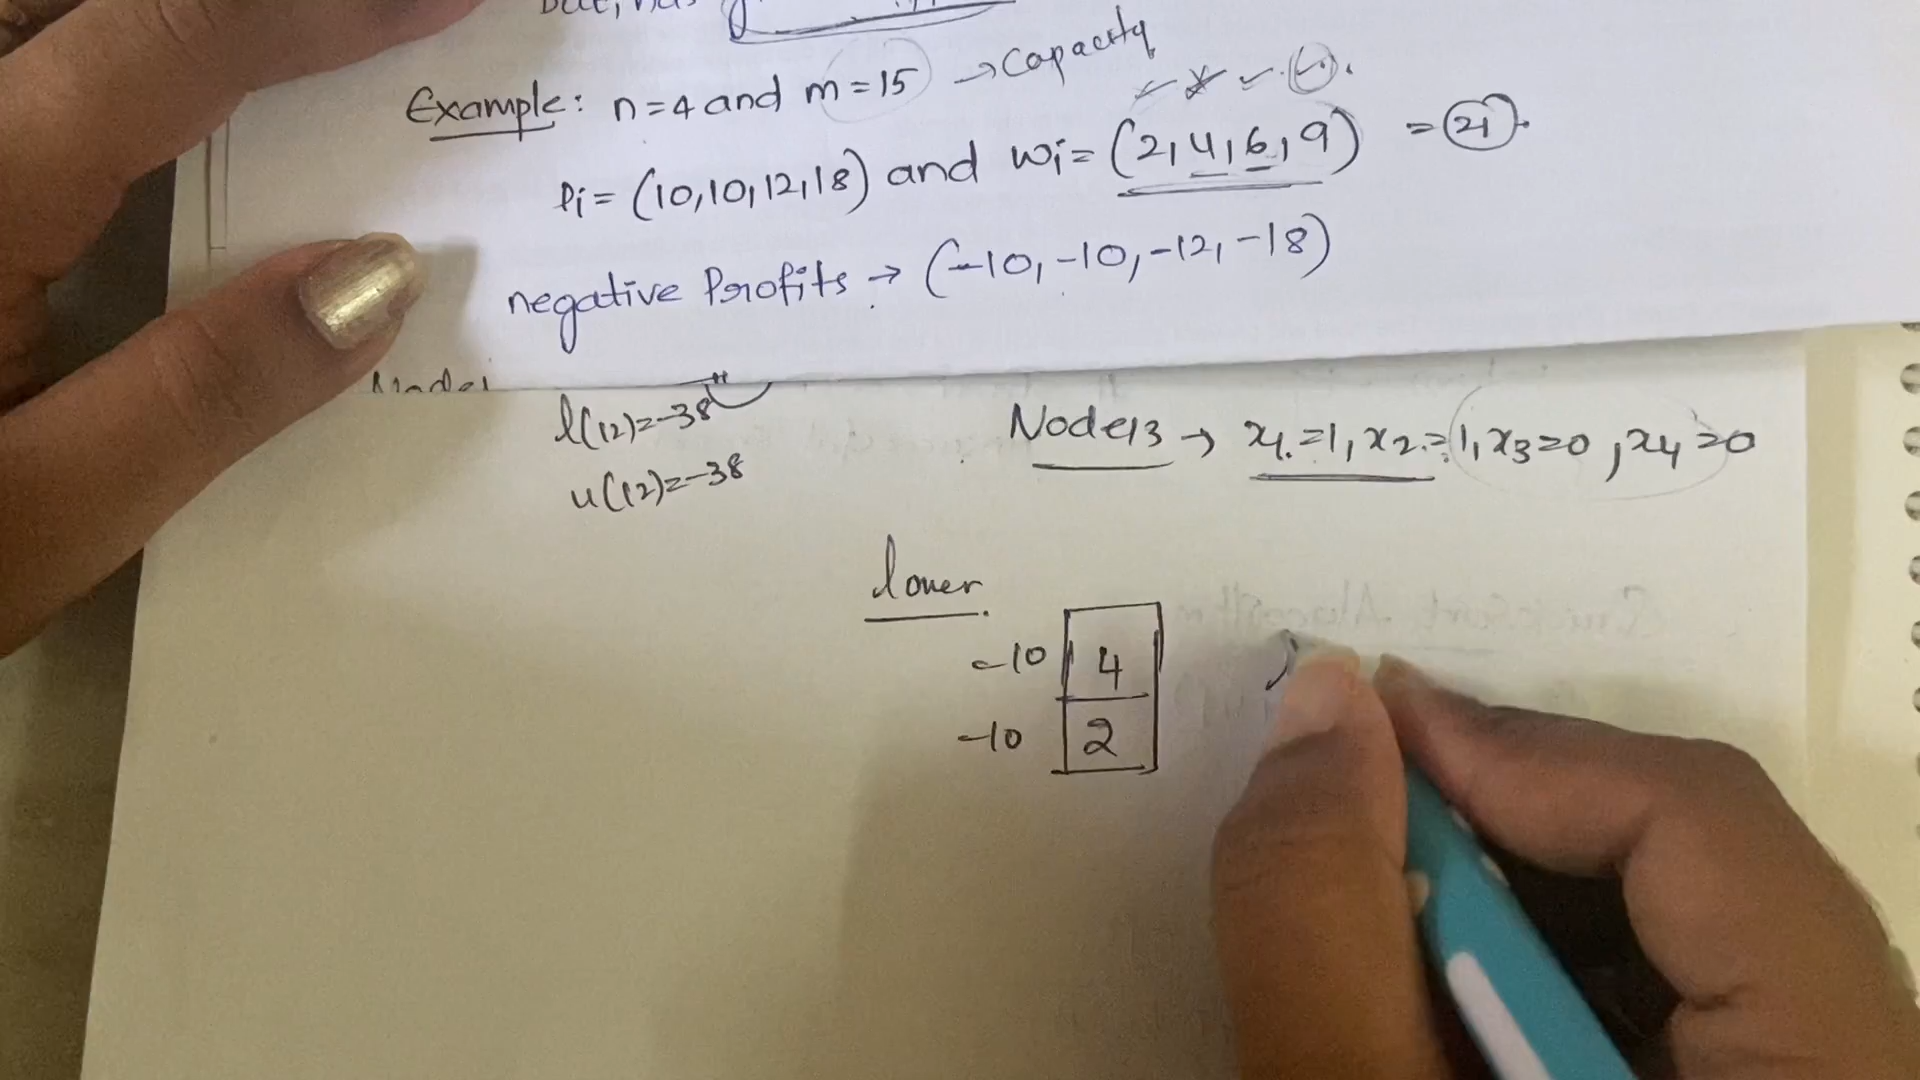 Example: n=4 and m=15 → Capacity
Pi = (10,10,12,18) and wi = (2,4,6,9) = 21.
negative Profits → (-10,-10,-12,-18)
l(12)=-38
u(12)=-38
Node13 → x1=1, x2=1, x3=0, x4=0
lower
-10 4
-10 2